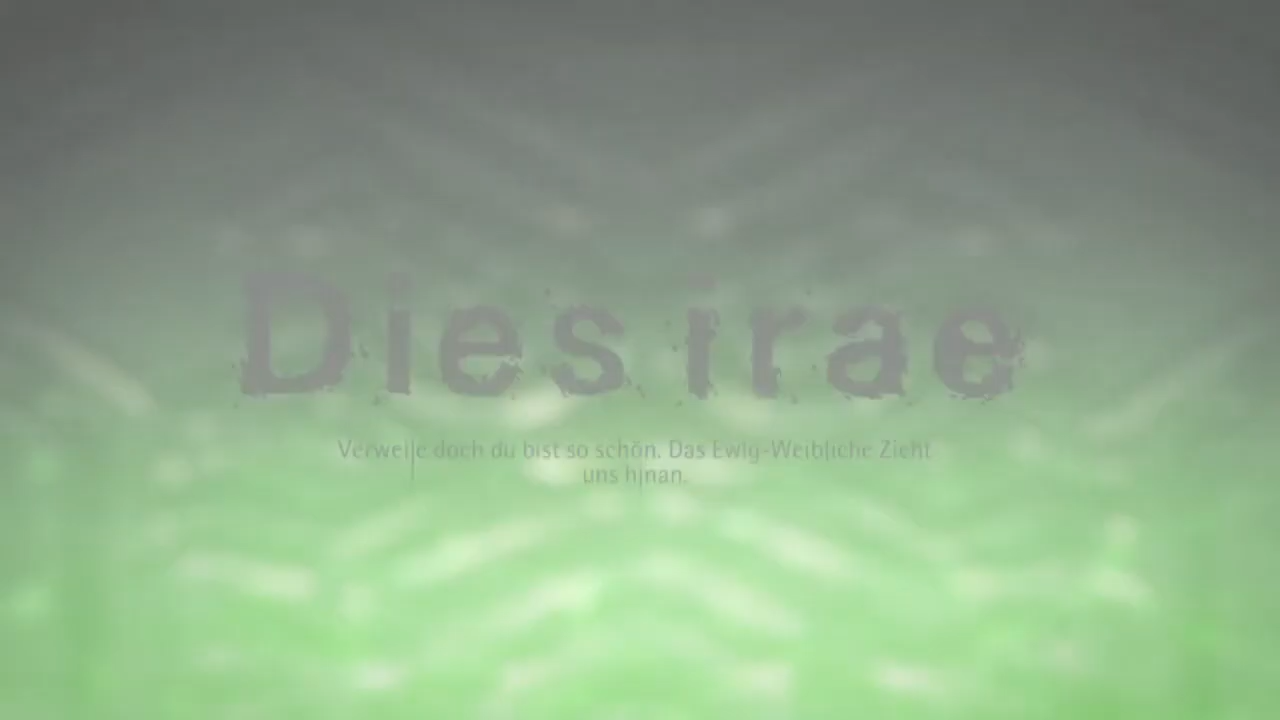 Dies irae
Verweile doch du bist so schön. Das Ewig-Weibliche Zieht
uns hinan.